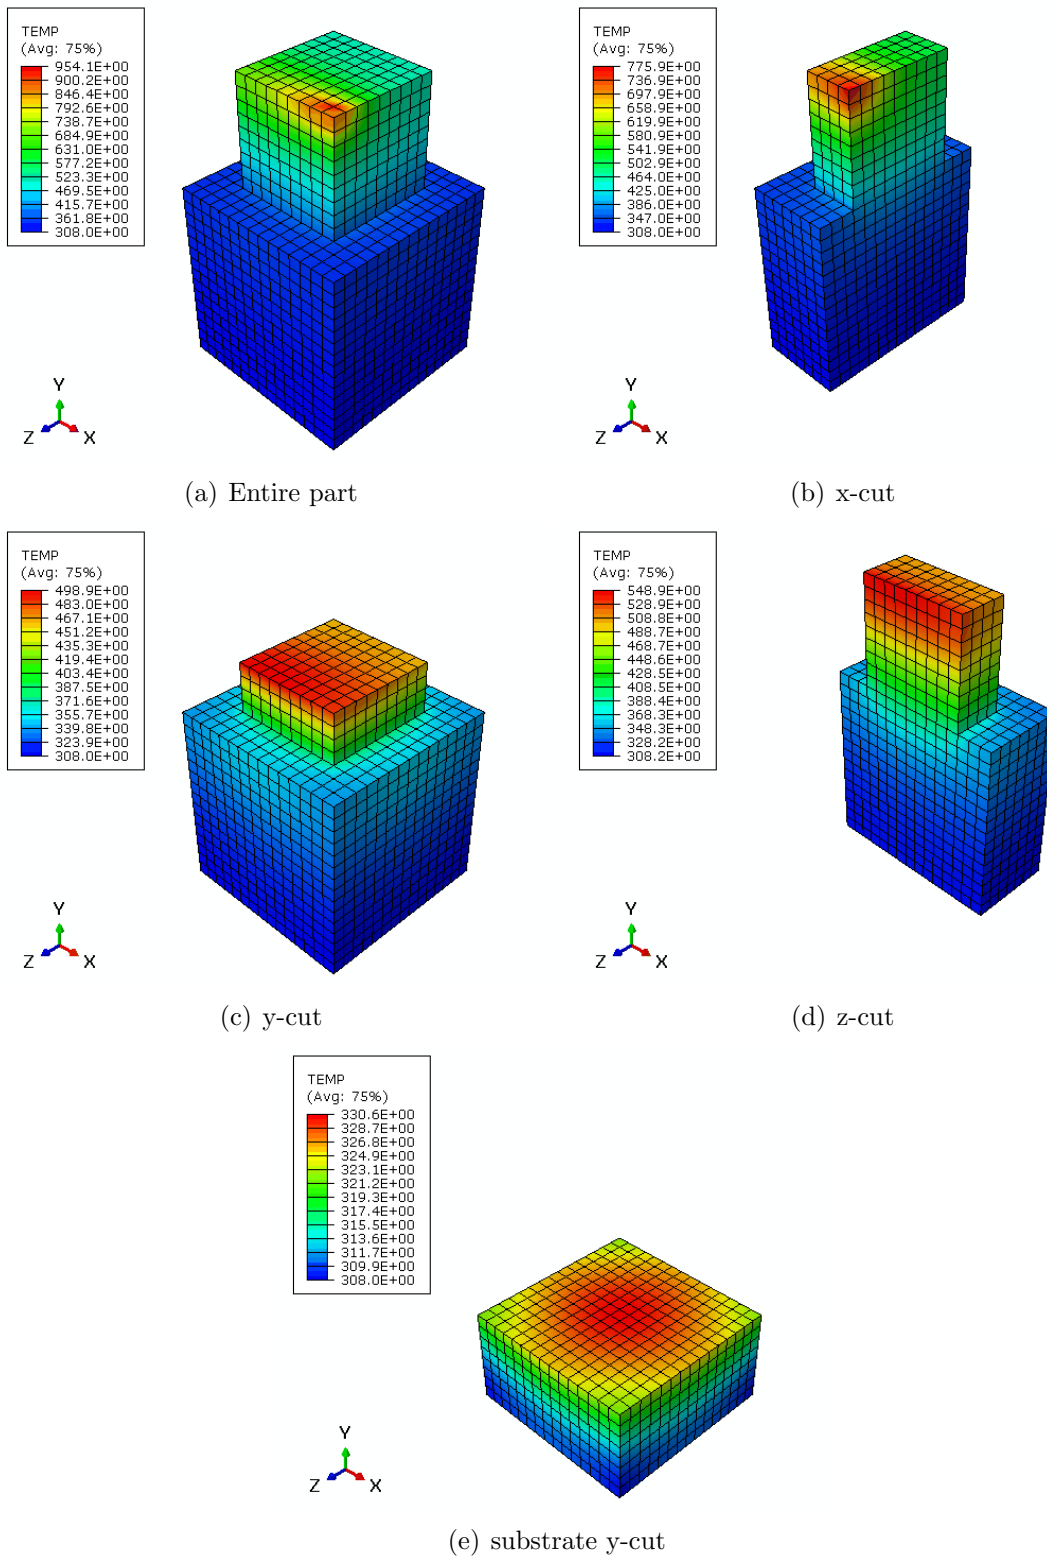 TEMP
(Avg: 75%)
954.1E+00
900.2E+00
846.4E+00
792.6E+00
738.7E+00
684.9E+00
631.0E+00
577.2E+00
523.3E+00
469.5E+00
415.7E+00
361.8E+00
308.0E+00
Y
Z X
(a) Entire part
TEMP
(Avg: 75%)
775.9E+00
736.9E+00
697.9E+00
658.9E+00
619.9E+00
580.9E+00
541.9E+00
502.9E+00
464.0E+00
425.0E+00
386.0E+00
347.0E+00
308.0E+00
Y
Z X
(b) x-cut
TEMP
(Avg: 75%)
498.9E+00
483.0E+00
467.1E+00
451.2E+00
435.3E+00
419.4E+00
403.4E+00
387.5E+00
371.6E+00
355.7E+00
339.8E+00
323.9E+00
308.0E+00
Y
Z X
(c) y-cut
TEMP
(Avg: 75%)
548.9E+00
528.9E+00
508.8E+00
488.7E+00
468.7E+00
448.6E+00
428.5E+00
408.5E+00
388.4E+00
368.3E+00
348.3E+00
328.2E+00
308.2E+00
Y
Z X
(d) z-cut
TEMP
(Avg: 75%)
330.6E+00
328.7E+00
326.8E+00
324.9E+00
323.1E+00
321.2E+00
319.3E+00
317.4E+00
315.5E+00
313.6E+00
311.7E+00
309.9E+00
308.0E+00
Y
Z X
(e) substrate y-cut